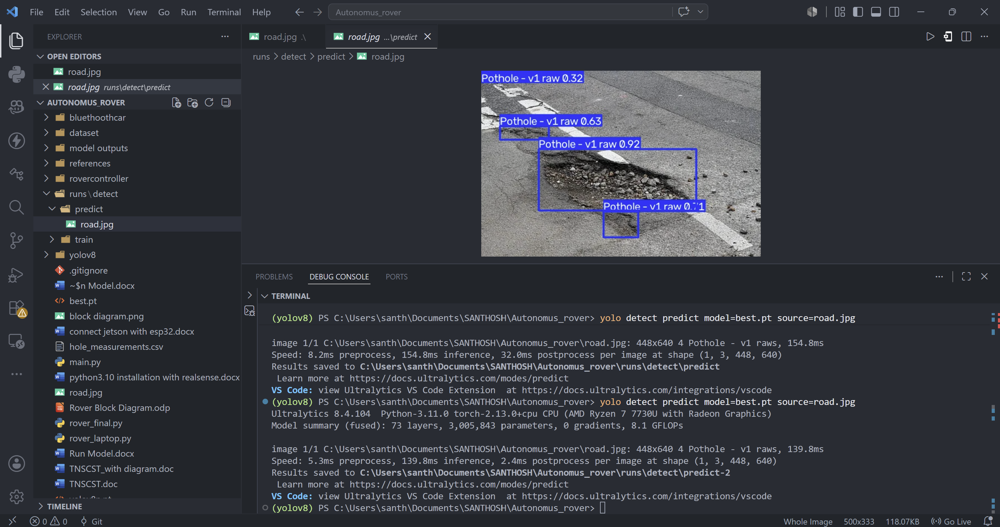 File Edit Selection View Go Run Terminal Help
Autonomus_rover
EXPLORER
OPEN EDITORS
road.jpg
road.jpg runs\detect\predict
AUTONOMUS_ROVER
bluethoothcar
dataset
model outputs
references
rovercontroller
runs\detect
predict
road.jpg
train
yolov8
.gitignore
~$n Model.docx
best.pt
block diagram.png
connect jetson with esp32.docx
hole_measurements.csv
main.py
python3.10 installation with realsense.docx
road.jpg
Rover Block Diagram.odp
rover_final.py
rover_laptop.py
Run Model.docx
TNSCST_with diagram.doc
TNSCST.doc
TIMELINE
road.jpg .\
road.jpg ...\predict
runs > detect > predict > road.jpg
Pothole - v1 raw 0.32
Pothole - v1 raw 0.63
Pothole - v1 raw 0.92
Pothole - v1 raw 0.71
PROBLEMS DEBUG CONSOLE PORTS
TERMINAL
(yolov8) PS C:\Users\santh\Documents\SANTHOSH\Autonomus_rover> yolo detect predict model=best.pt source=road.jpg
image 1/1 C:\Users\santh\Documents\SANTHOSH\Autonomus_rover\road.jpg: 448x640 4 Pothole - v1 raws, 154.8ms
Speed: 8.2ms preprocess, 154.8ms inference, 32.0ms postprocess per image at shape (1, 3, 448, 640)
Results saved to C:\Users\santh\Documents\SANTHOSH\Autonomus_rover\runs\detect\predict
Learn more at https://docs.ultralytics.com/modes/predict
VS Code: view Ultralytics VS Code Extension at https://docs.ultralytics.com/integrations/vscode
(yolov8) PS C:\Users\santh\Documents\SANTHOSH\Autonomus_rover> yolo detect predict model=best.pt source=road.jpg
Ultralytics 8.4.104 Python-3.11.0 torch-2.13.0+cpu CPU (AMD Ryzen 7 7730U with Radeon Graphics)
Model summary (fused): 73 layers, 3,005,843 parameters, 0 gradients, 8.1 GFLOPs
image 1/1 C:\Users\santh\Documents\SANTHOSH\Autonomus_rover\road.jpg: 448x640 4 Pothole - v1 raws, 139.8ms
Speed: 5.3ms preprocess, 139.8ms inference, 2.4ms postprocess per image at shape (1, 3, 448, 640)
Results saved to C:\Users\santh\Documents\SANTHOSH\Autonomus_rover\runs\detect\predict-2
Learn more at https://docs.ultralytics.com/modes/predict
VS Code: view Ultralytics VS Code Extension at https://docs.ultralytics.com/integrations/vscode
(yolov8) PS C:\Users\santh\Documents\SANTHOSH\Autonomus_rover>
0 0 Git
Whole Image 500x333 118.07KB Go Live